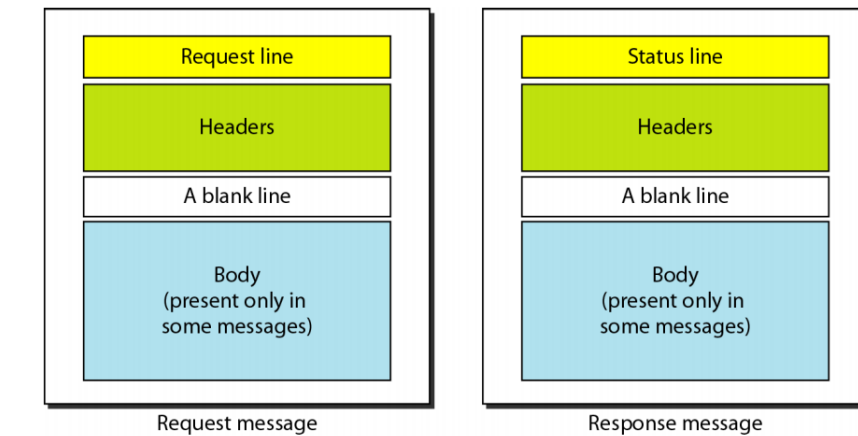 Request line
Headers
A blank line
Body
(present only in
some messages)
Request message
Status line
Headers
A blank line
Body
(present only in
some messages)
Response message